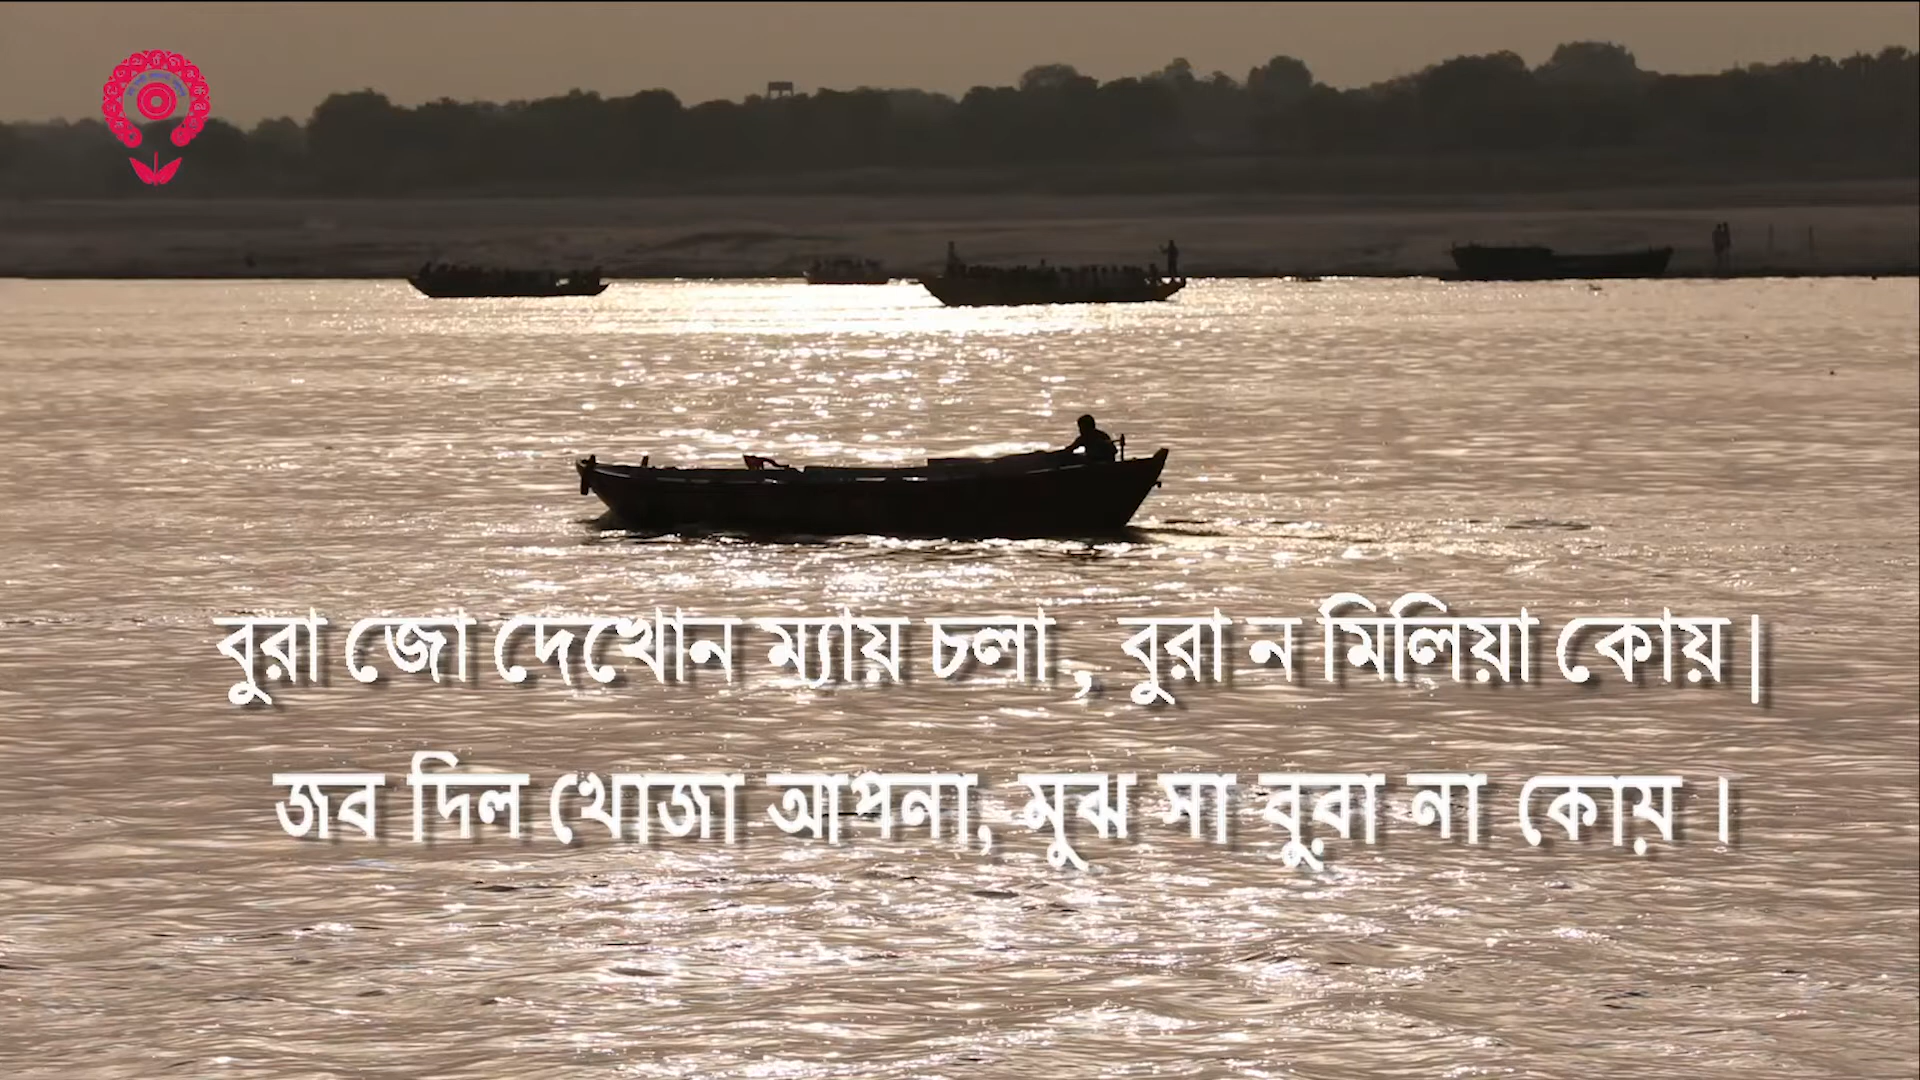 বুরা জো দেখোন ম্যায় চলা, বুরা ন মিলিয়া কোয়|
জব দিল খোজা আপনা, মুঝ সা বুরা না কোয়।